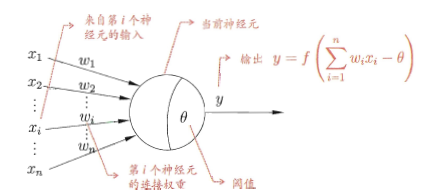 来自第 i 个神
经元的输入
当前神经元
x₁
w₁
输出 y = f ( ∑ⁿᵢ₌₁ wᵢxᵢ − θ )
x₂
w₂
⋮
⋮
y
xᵢ
wᵢ
θ
⋮
⋮
xₙ
wₙ
第 i 个神经元
的连接权重
阈值